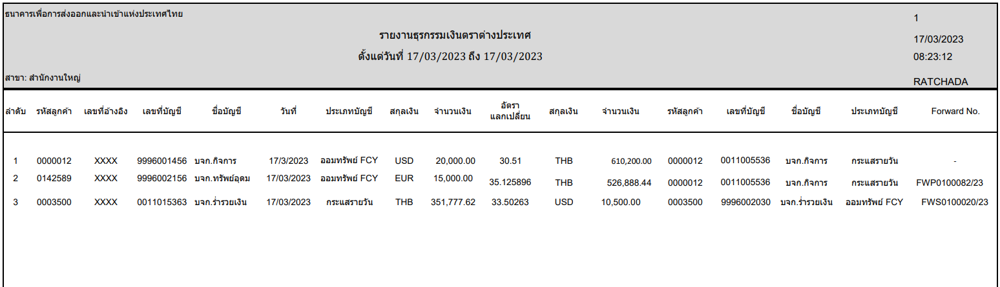 ธนาคารเพื่อการส่งออกและนำเข้าแห่งประเทศไทย
1
รายงานธุรกรรมเงินตราต่างประเทศ
17/03/2023
ตั้งแต่วันที่ 17/03/2023 ถึง 17/03/2023
08:23:12
สาขา: สำนักงานใหญ่
RATCHADA
ลำดับ รหัสลูกค้า เลขที่อ้างอิง เลขที่บัญชี ชื่อบัญชี วันที่ ประเภทบัญชี สกุลเงิน จำนวนเงิน อัตราแลกเปลี่ยน สกุลเงิน จำนวนเงิน รหัสลูกค้า เลขที่บัญชี ชื่อบัญชี ประเภทบัญชี Forward No.
1 0000012 XXXX 9996001456 บจก.กิจการ 17/3/2023 ออมทรัพย์ FCY USD 20,000.00 30.51 THB 610,200.00 0000012 0011005536 บจก.กิจการ กระแสรายวัน -
2 0142589 XXXX 9996002156 บจก.ทรัพย์อุดม 17/03/2023 ออมทรัพย์ FCY EUR 15,000.00 35.125896 THB 526,888.44 0000012 0011005536 บจก.กิจการ กระแสรายวัน FWP0100082/23
3 0003500 XXXX 0011015363 บจก.ร่ำรวยเงิน 17/03/2023 กระแสรายวัน THB 351,777.62 33.50263 USD 10,500.00 0003500 9996002030 บจก.ร่ำรวยเงิน ออมทรัพย์ FCY FWS0100020/23